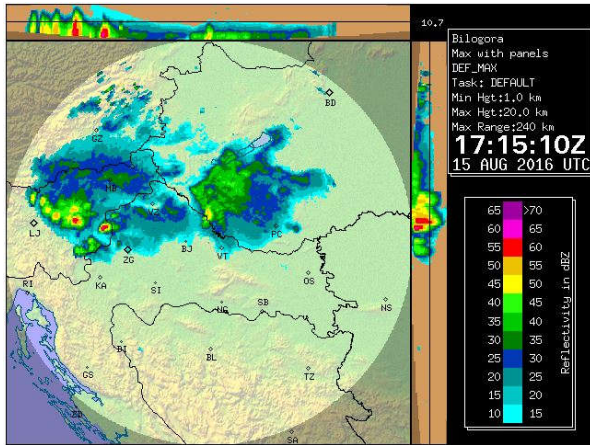 10.7
Bilogora
Max with panels
DEF_MAX
Task: DEFAULT
Min Hgt:1.0 km
Max Hgt:20.0 km
Max Range:240 km
17:15:10Z
15 AUG 2016 UTC
BD
GZ
MB
VZ
LJ
ZG
BJ
VT
PC
RI
KA
SI
NG
SB
OS
NS
BI
BL
GS
TZ
ZD
SA
65 >70
60 65
55 60
50 55
45 50
40 45
35 40
30 35
25 30
20 25
15 20
10 15
Reflectivity in dBZ